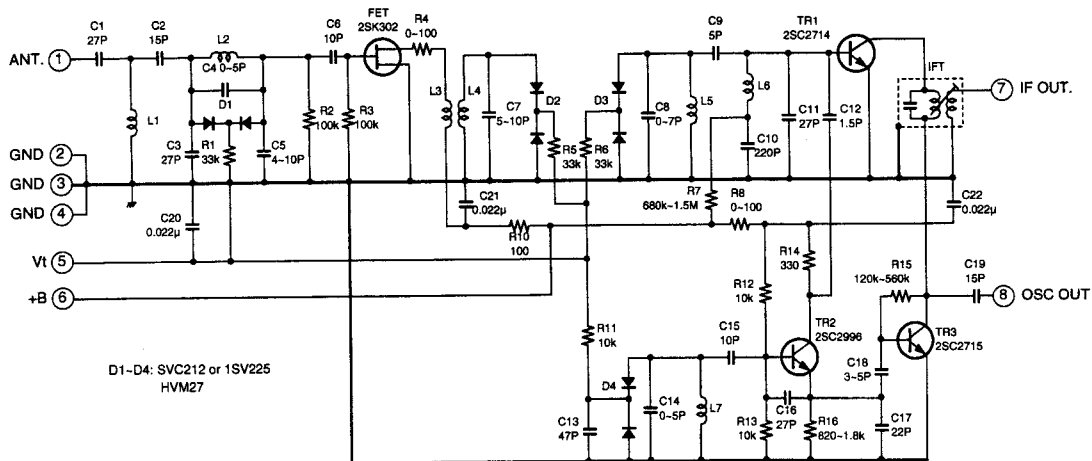 ANT. 1
C1
27P
C2
15P
L2
C4 0~5P
D1
L1
C3
27P
R1
33k
C5
4~10P
R2
100k
R3
100k
C6
10P
FET
2SK302
R4
0~100
L3
L4
C7
5~10P
D2
R5
33k
D3
R6
33k
C8
0~7P
L5
C9
5P
L6
C10
220P
C11
27P
C12
1.5P
TR1
2SC2714
IFT
7 IF OUT.
GND 2
GND 3
GND 4
C20
0.022μ
C21
0.022μ
R10
100
R7
680k~1.5M
R8
0~100
C22
0.022μ
Vt 5
+B 6
R11
10k
R12
10k
R14
330
R15
120k~560k
C19
15P
8 OSC OUT
D1~D4: SVC212 or 1SV225
HVM27
D4
C13
47P
C14
0~5P
L7
C15
10P
TR2
2SC2996
R13
10k
C16
27P
R16
820~1.8k
C18
3~5P
C17
22P
TR3
2SC2715